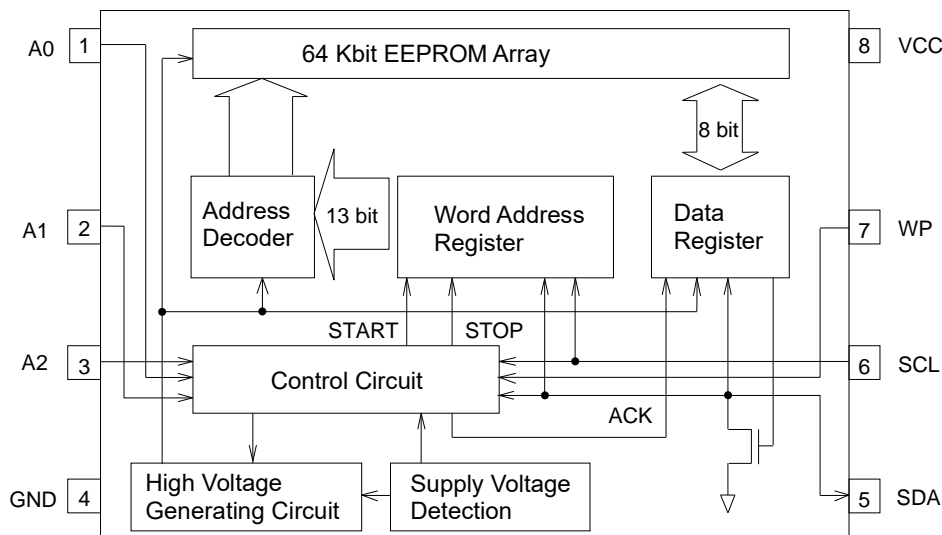 A0 1
64 Kbit EEPROM Array
8 VCC
8 bit
A1 2
Address
Decoder
13 bit
Word Address
Register
Data
Register
7 WP
START
STOP
A2 3
Control Circuit
6 SCL
ACK
GND 4
High Voltage
Generating Circuit
Supply Voltage
Detection
5 SDA